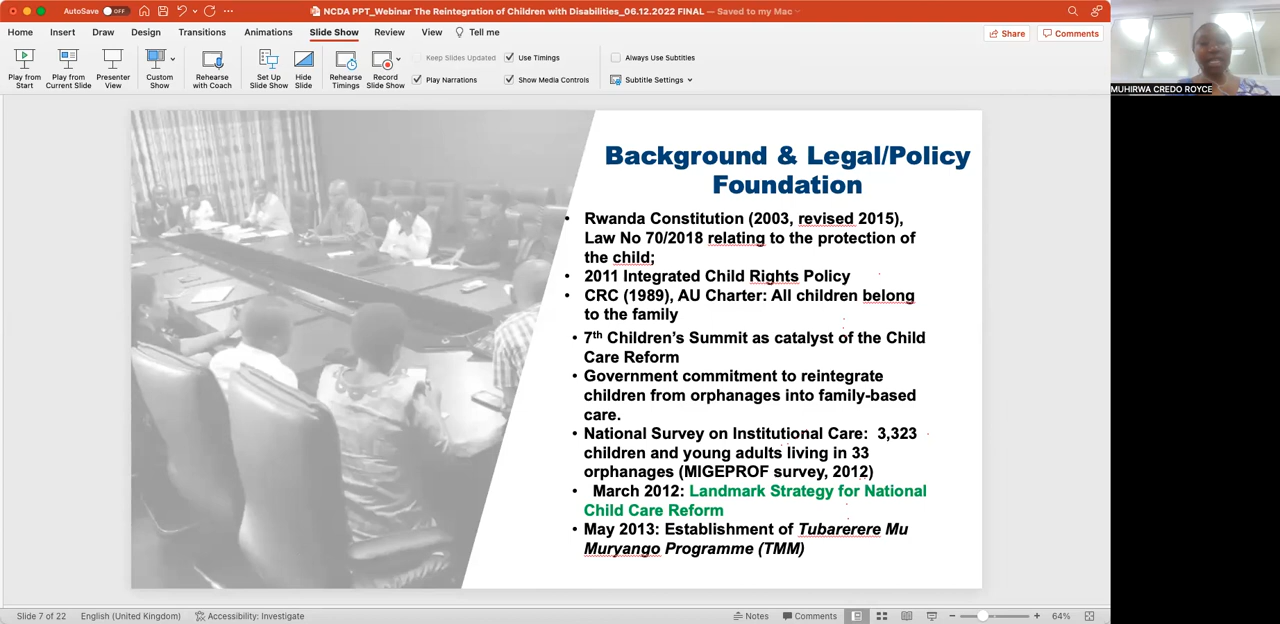 AutoSave OFF NCDA PPT_Webinar The Reintegration of Children with Disabilities_06.12.2022 FINAL — Saved to my Mac
Home Insert Draw Design Transitions Animations Slide Show Review View Tell me Share Comments
Play from Start
Play from Current Slide
Presenter View
Custom Show
Rehearse with Coach
Set Up Slide Show
Hide Slide
Rehearse Timings
Record Slide Show
Keep Slides Updated
Use Timings
Play Narrations
Show Media Controls
Always Use Subtitles
Subtitle Settings
MUHIRWA CREDO ROYCE
Background & Legal/Policy
Foundation
• Rwanda Constitution (2003, revised 2015),
Law No 70/2018 relating to the protection of
the child;
• 2011 Integrated Child Rights Policy
• CRC (1989), AU Charter: All children belong
to the family
• 7th Children’s Summit as catalyst of the Child
Care Reform
• Government commitment to reintegrate
children from orphanages into family-based
care.
• National Survey on Institutional Care: 3,323
children and young adults living in 33
orphanages (MIGEPROF survey, 2012)
• March 2012: Landmark Strategy for National
Child Care Reform
• May 2013: Establishment of Tubarerere Mu
Muryango Programme (TMM)
Slide 7 of 22 English (United Kingdom) Accessibility: Investigate Notes Comments 64%